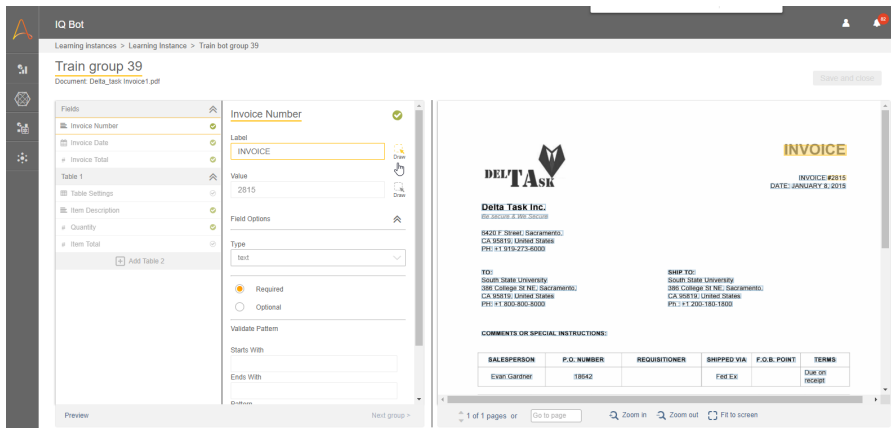 IQ Bot
82
Learning Instances > Learning Instance > Train bot group 39
Train group 39
Document: Delta_task Invoice1.pdf
Save and close
Fields
Invoice Number
Invoice Date
# Invoice Total
Table 1
Table Settings
Item Description
# Quantity
# Item Total
+ Add Table 2
Preview
Invoice Number
Label
INVOICE
Draw
Value
2815
Draw
Field Options
Type
text
Required
Optional
Validate Pattern
Starts With
Ends With
Pattern
Next group >
DELTASK
INVOICE
INVOICE #2815
DATE: JANUARY 8, 2015
Delta Task Inc.
Be secure & We Secure
6420 F Street, Sacramento,
CA 95819, United States
PH: +1 919-273-6000
TO:
South State University
386 College St NE, Sacramento,
CA 95819, United States
PH: +1 800-800-8000
SHIP TO:
South State University
386 College St NE, Sacramento,
CA 95819, United States
Ph : +1 200-180-1800
COMMENTS OR SPECIAL INSTRUCTIONS:
SALESPERSON P.O. NUMBER REQUISITIONER SHIPPED VIA F.O.B. POINT TERMS
Evan Gardner 18642 Fed Ex Due on
receipt
1 of 1 pages or Go to page Zoom in Zoom out Fit to screen